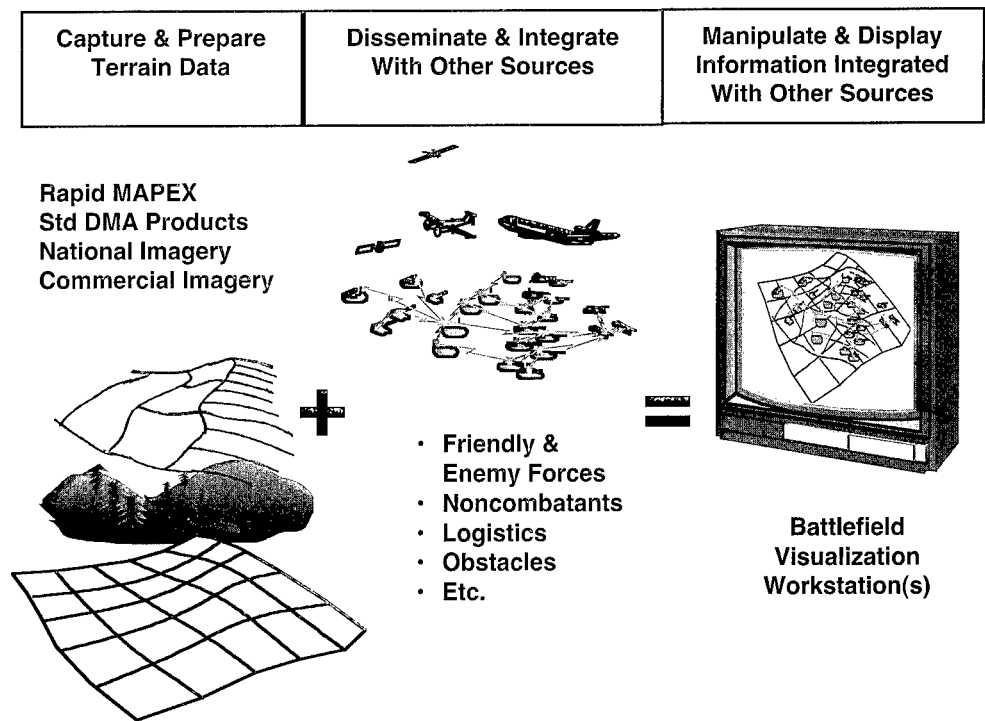 Capture & Prepare
Terrain Data
Disseminate & Integrate
With Other Sources
Manipulate & Display
Information Integrated
With Other Sources
Rapid MAPEX
Std DMA Products
National Imagery
Commercial Imagery
+
=
· Friendly &
Enemy Forces
· Noncombatants
· Logistics
· Obstacles
· Etc.
Battlefield
Visualization
Workstation(s)